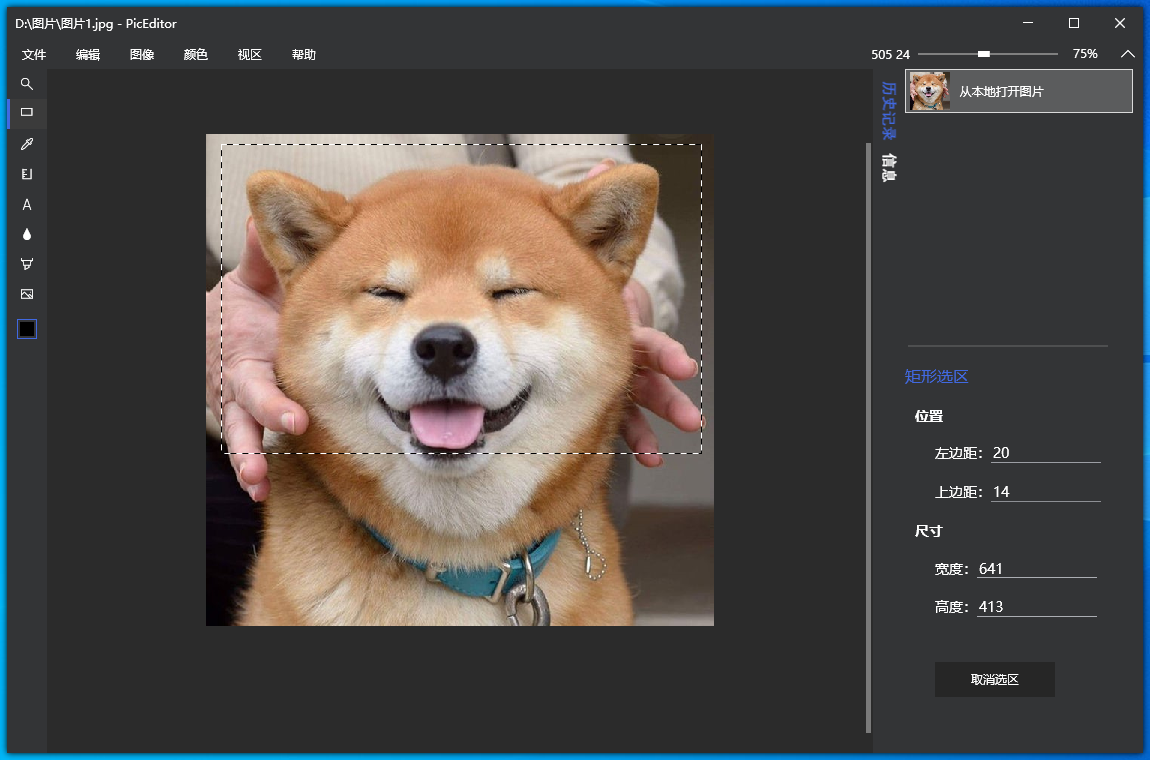 D:\图片\图片1.jpg - PicEditor
文件 编辑 图像 颜色 视区 帮助
505 24
75%
A
历史记录
信息
从本地打开图片
矩形选区
位置
左边距: 20
上边距: 14
尺寸
宽度: 641
高度: 413
取消选区